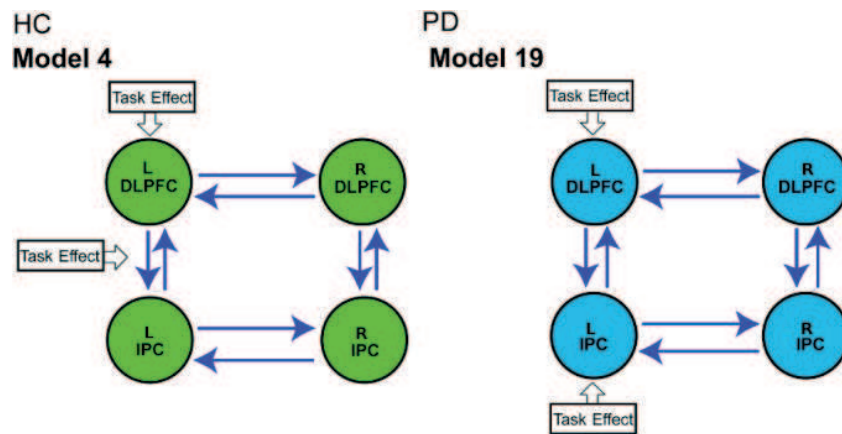 HC
Model 4
Task Effect
L
DLPFC
R
DLPFC
Task Effect
L
IPC
R
IPC
PD
Model 19
Task Effect
L
DLPFC
R
DLPFC
L
IPC
R
IPC
Task Effect